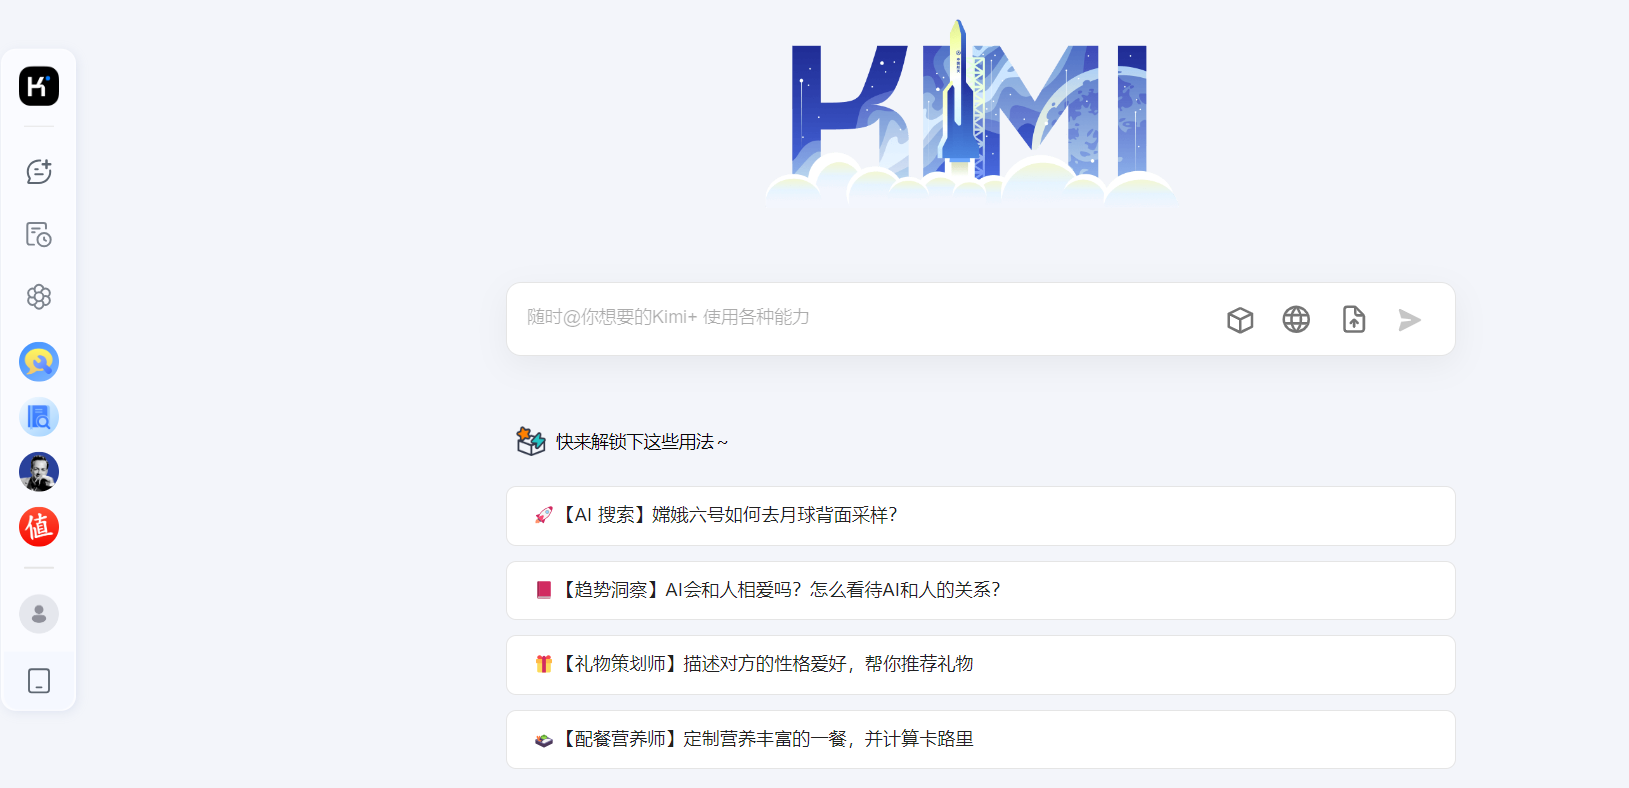 KIMI
K
随时@你想要的Kimi+ 使用各种能力
值
快来解锁下这些用法～
【AI 搜索】嫦娥六号如何去月球背面采样？
【趋势洞察】AI会和人相爱吗？怎么看待AI和人的关系？
【礼物策划师】描述对方的性格爱好，帮你推荐礼物
【配餐营养师】定制营养丰富的一餐，并计算卡路里